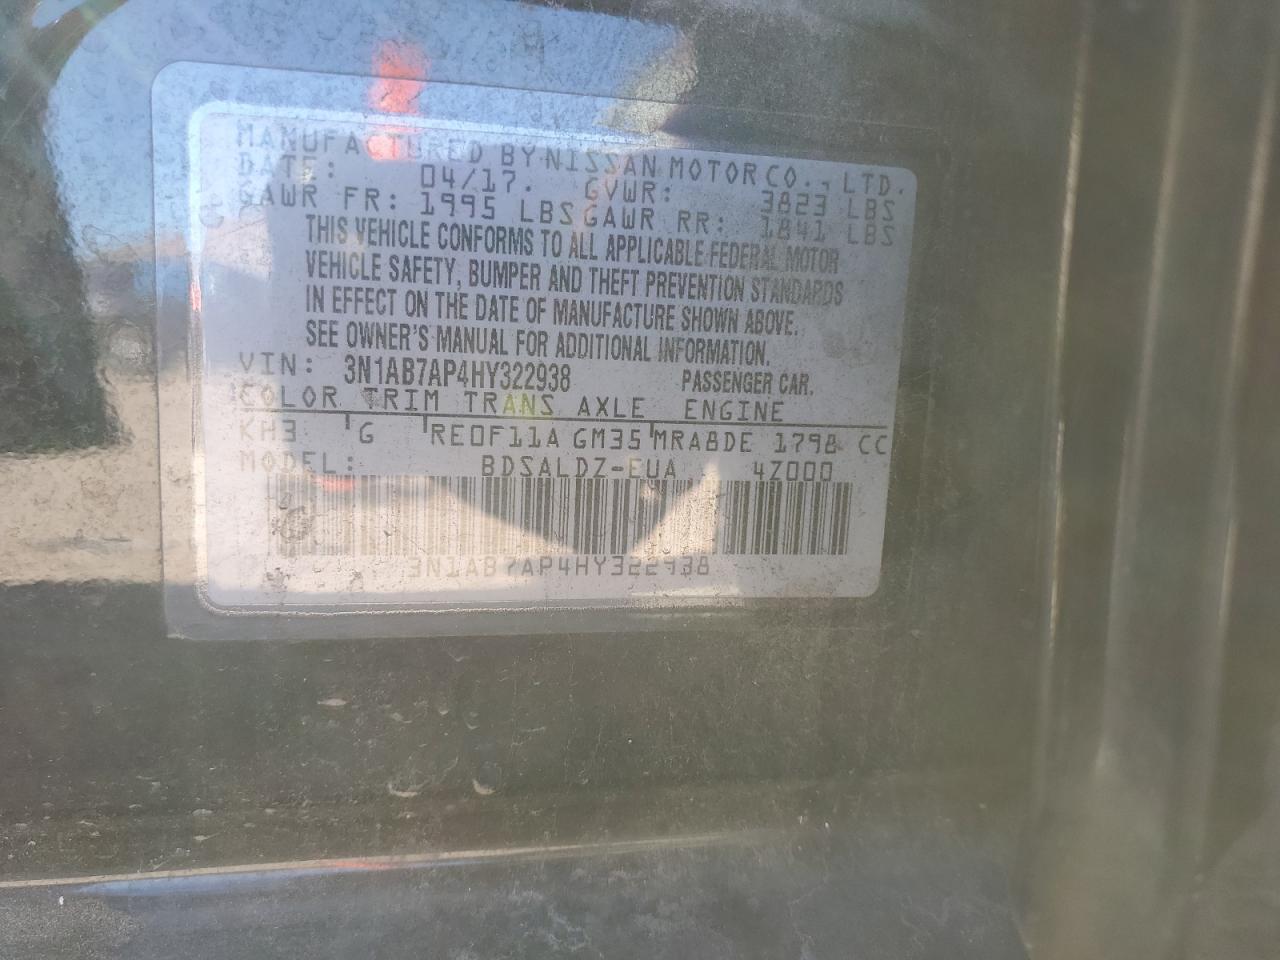 MANUFACTURED BY NISSAN MOTOR CO., LTD.
DATE: 04/17. GVWR: 3823 LBS
GAWR FR: 1995 LBS GAWR RR: 1841 LBS
THIS VEHICLE CONFORMS TO ALL APPLICABLE FEDERAL MOTOR
VEHICLE SAFETY, BUMPER AND THEFT PREVENTION STANDARDS
IN EFFECT ON THE DATE OF MANUFACTURE SHOWN ABOVE.
SEE OWNER'S MANUAL FOR ADDITIONAL INFORMATION.
VIN: 3N1AB7AP4HY322938 PASSENGER CAR.
COLOR TRIM TRANS AXLE ENGINE
KH3 G RE0F11A GM35 MRA8DE 1798 CC
MODEL: BDSALDZ-EUA 4Z000
3N1AB7AP4HY322938